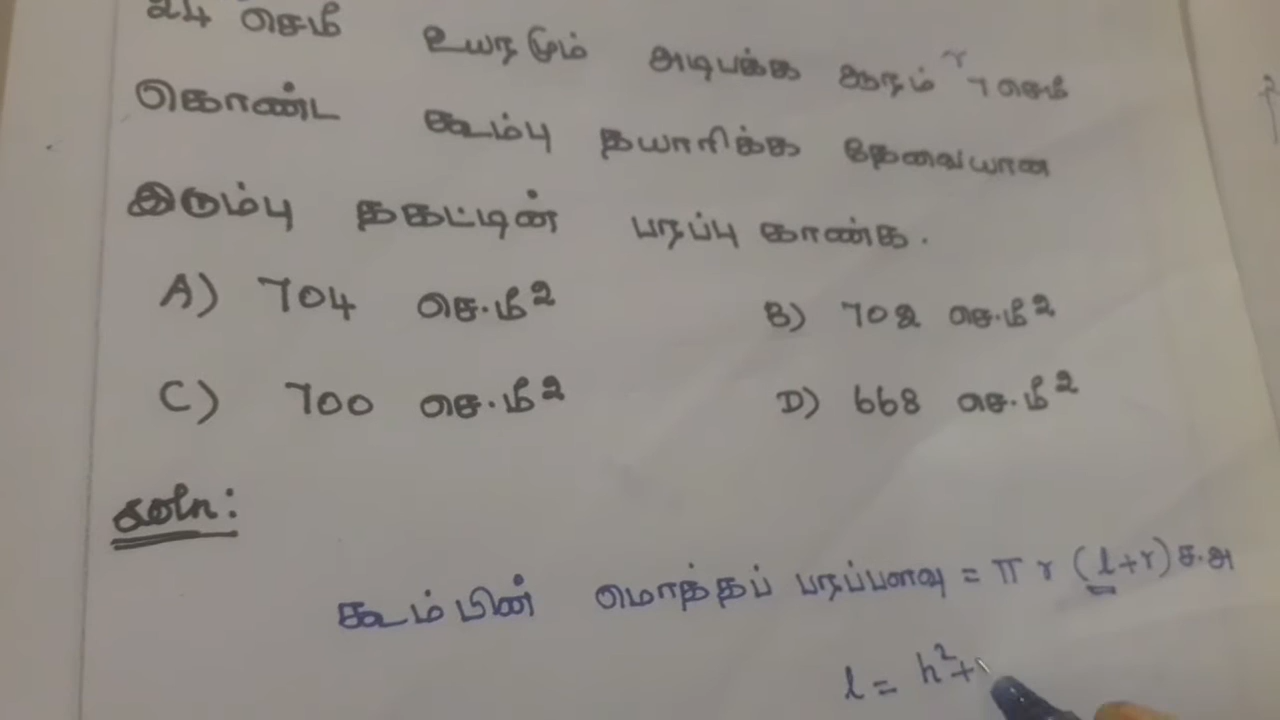 24 செமீ உயரமும் அடிபக்க ஆரம் r 7 செமீ
கொண்ட கூம்பு தயாரிக்க தேவையான
இரும்பு தகட்டின் பரப்பு காண்க.
A) 704 செ.மீ² B) 702 செ.மீ²
C) 700 செ.மீ² D) 668 செ.மீ²
கூம்பின் மொத்தப் பரப்பளவு = π r (l+r) ச.அ
l = h²+